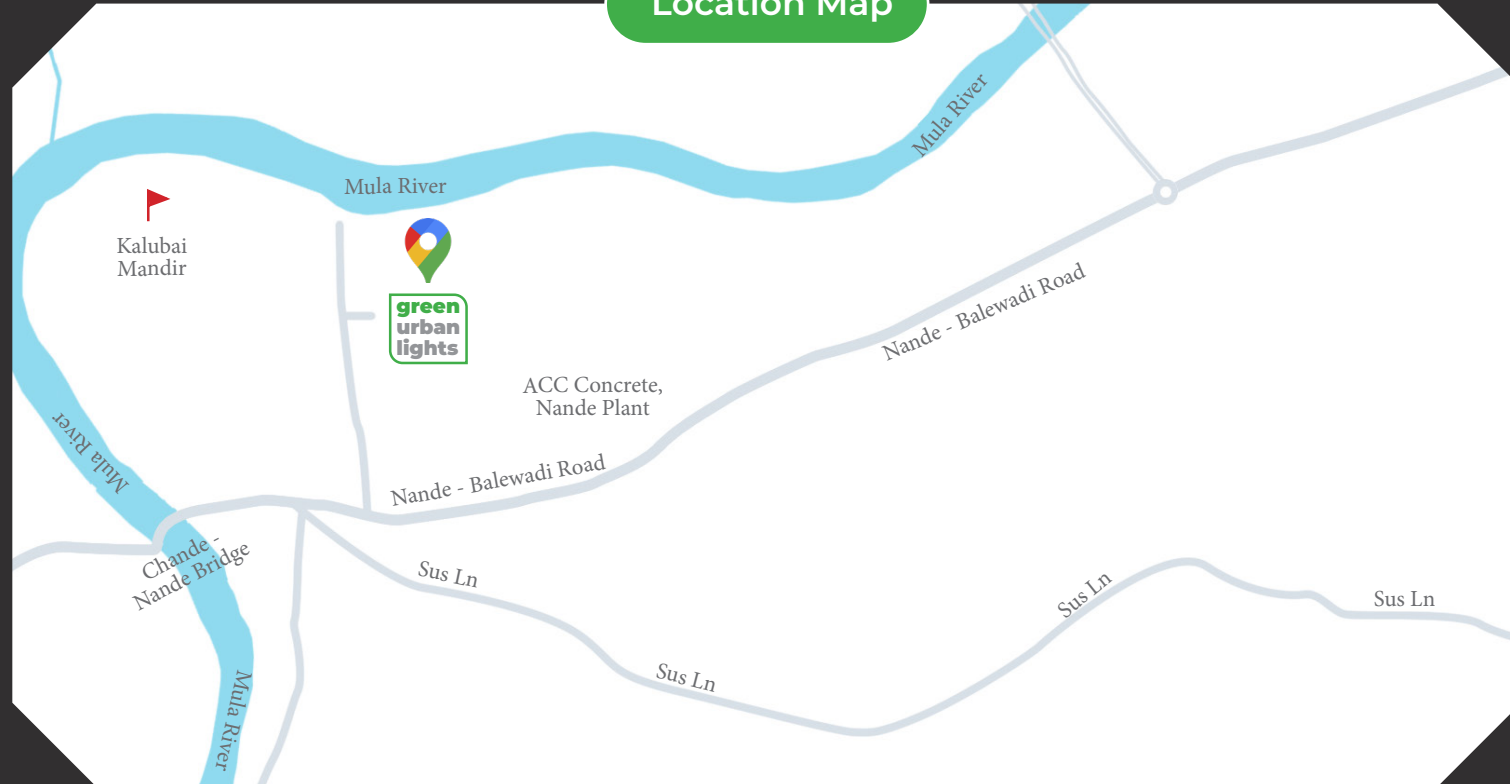 Location Map
Mula River
Mula River
Kalubai
Mandir
green
urban
lights
Nande - Balewadi Road
ACC Concrete,
Nande Plant
Mula River
Nande - Balewadi Road
Chande -
Nande Bridge
Sus Ln
Sus Ln
Sus Ln
Sus Ln
Mula River